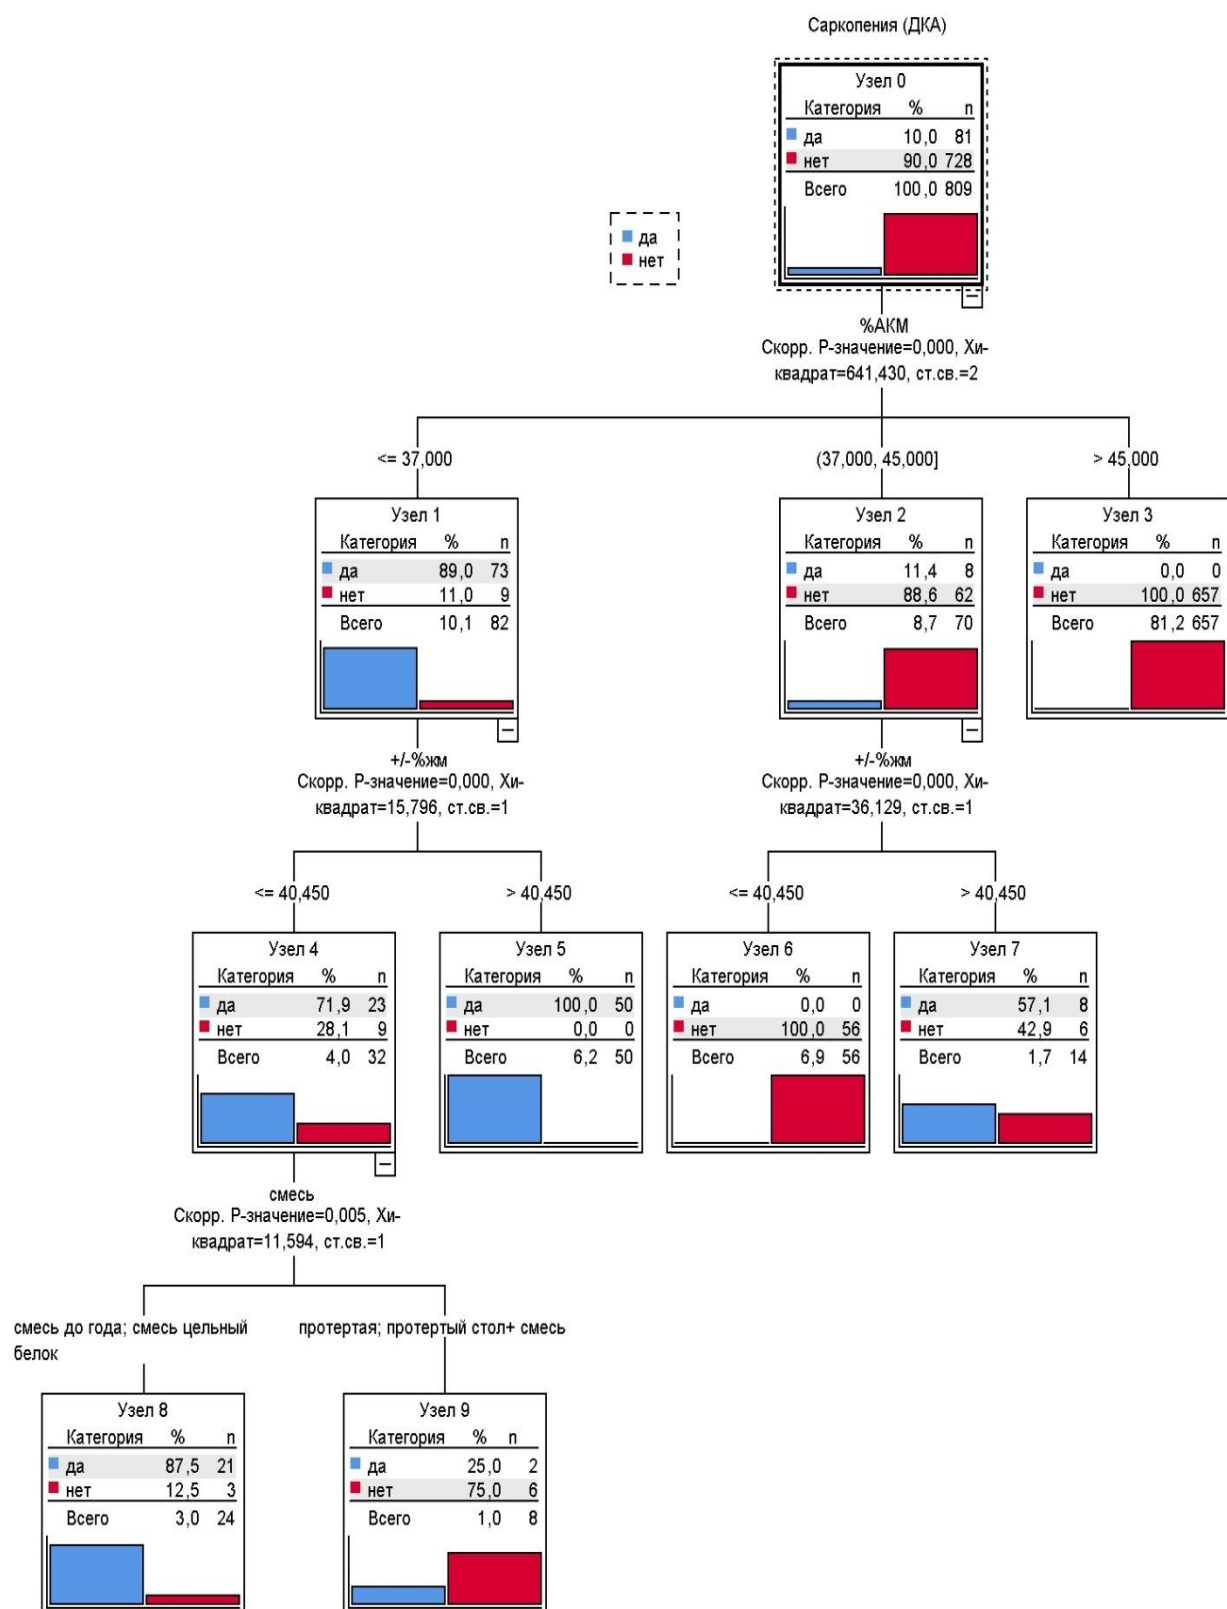 Саркопения (ДКА)
Узел 0
Категория % n
да 10,0 81
нет 90,0 728
Всего 100,0 809
да
нет
%АКМ
Скорр. Р-значение=0,000, Хи-
квадрат=641,430, ст.св.=2
<= 37,000
(37,000, 45,000]
> 45,000
Узел 1
Категория % n
да 89,0 73
нет 11,0 9
Всего 10,1 82
Узел 2
Категория % n
да 11,4 8
нет 88,6 62
Всего 8,7 70
Узел 3
Категория % n
да 0,0 0
нет 100,0 657
Всего 81,2 657
+/-%жм
Скорр. Р-значение=0,000, Хи-
квадрат=15,796, ст.св.=1
+/-%жм
Скорр. Р-значение=0,000, Хи-
квадрат=36,129, ст.св.=1
<= 40,450
> 40,450
<= 40,450
> 40,450
Узел 4
Категория % n
да 71,9 23
нет 28,1 9
Всего 4,0 32
Узел 5
Категория % n
да 100,0 50
нет 0,0 0
Всего 6,2 50
Узел 6
Категория % n
да 0,0 0
нет 100,0 56
Всего 6,9 56
Узел 7
Категория % n
да 57,1 8
нет 42,9 6
Всего 1,7 14
смесь
Скорр. Р-значение=0,005, Хи-
квадрат=11,594, ст.св.=1
смесь до года; смесь цельный
белок
протертая; протертый стол+ смесь
Узел 8
Категория % n
да 87,5 21
нет 12,5 3
Всего 3,0 24
Узел 9
Категория % n
да 25,0 2
нет 75,0 6
Всего 1,0 8